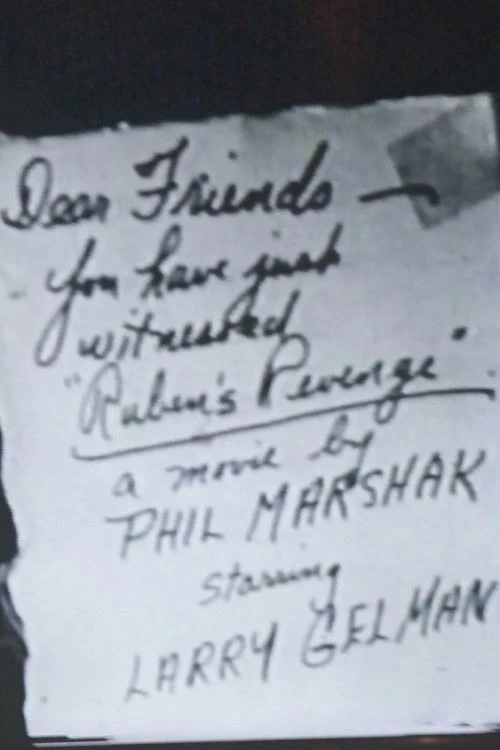 Dear Friends —
you have just
witnessed
"Ruben's Revenge"
a movie by
PHIL MARSHAK
starring
LARRY GELMAN